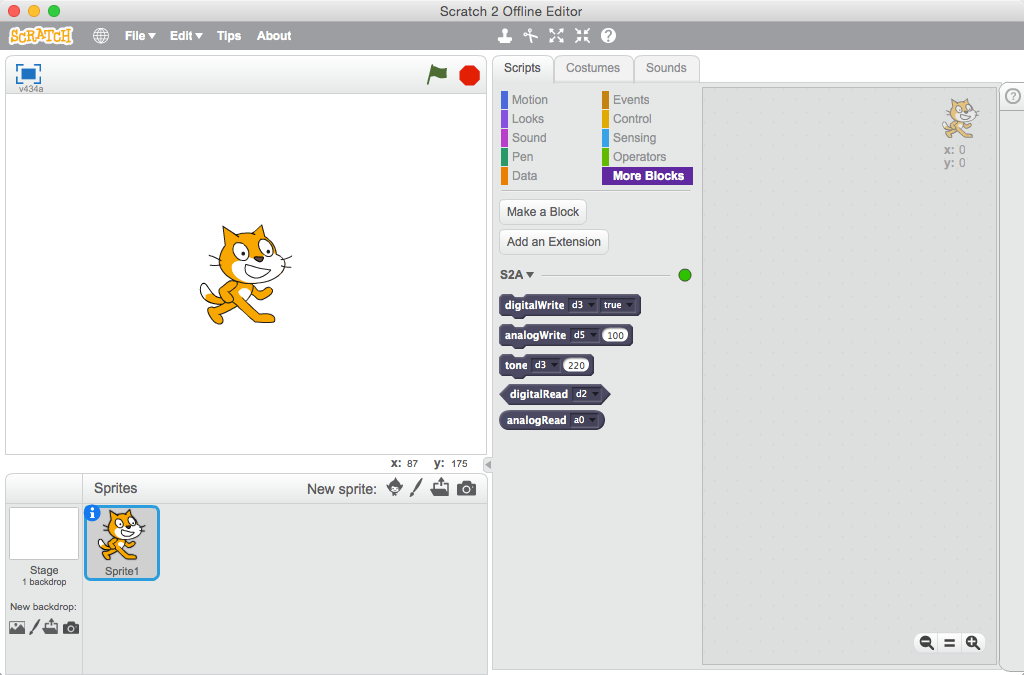 Scratch 2 Offline Editor
SCRATCH File Edit Tips About
v434a
Scripts Costumes Sounds
Motion Events
Looks Control
Sound Sensing
Pen Operators
Data More Blocks
Make a Block
Add an Extension
S2A
digitalWrite d3 true
analogWrite d5 100
tone d3 220
digitalRead d2
analogRead a0
x: 0
y: 0
x: 87 y: 175
Sprites New sprite:
Sprite1
Stage
1 backdrop
New backdrop: